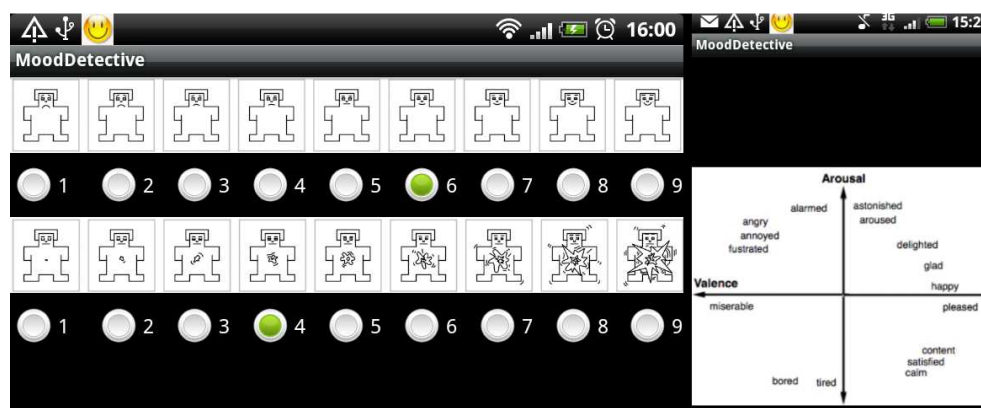 16:00
MoodDetective
1 2 3 4 5 6 7 8 9
1 2 3 4 5 6 7 8 9
3G 15:2
MoodDetective
Arousal
alarmed astonished
angry aroused
annoyed
fustrated delighted
glad
Valence happy
miserable pleased
content
satisfied
calm
bored tired